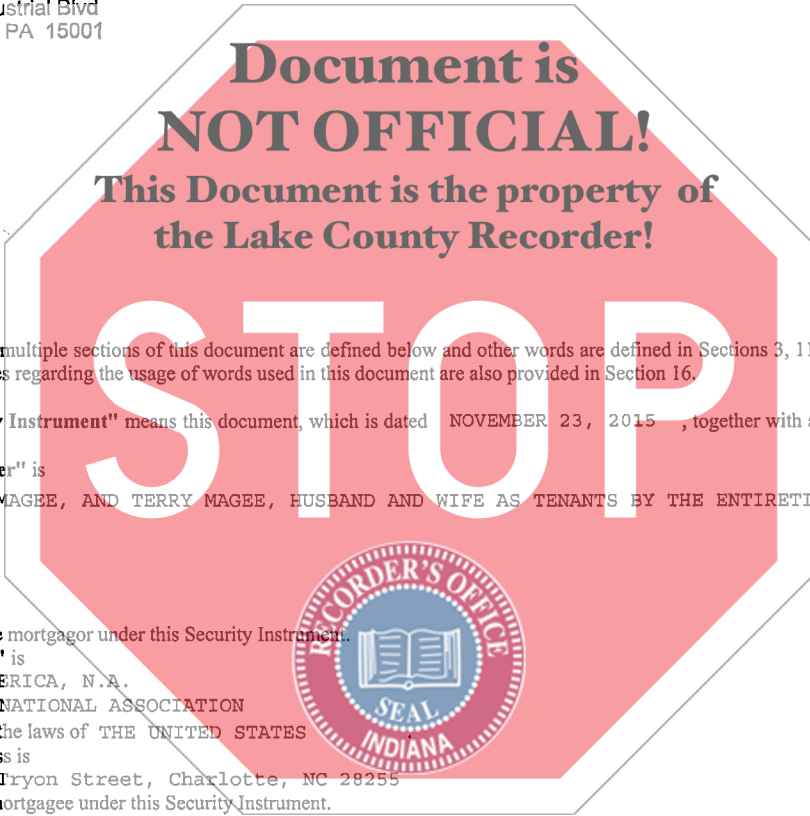 ustrial Blvd
PA 15001
Document is
NOT OFFICIAL!
This Document is the property of
the Lake County Recorder!
STOP
multiple sections of this document are defined below and other words are defined in Sections 3, 11
s regarding the usage of words used in this document are also provided in Section 16.
y Instrument" means this document, which is dated NOVEMBER 23, 2015 , together with a
er" is
MAGEE, AND TERRY MAGEE, HUSBAND AND WIFE AS TENANTS BY THE ENTIRETI
e mortgagor under this Security Instrument.
" is
ERICA, N.A.
NATIONAL ASSOCIATION
the laws of THE UNITED STATES
s is
Tryon Street, Charlotte, NC 28255
mortgagee under this Security Instrument.
RECORDER'S OFFICE
SEAL
INDIANA